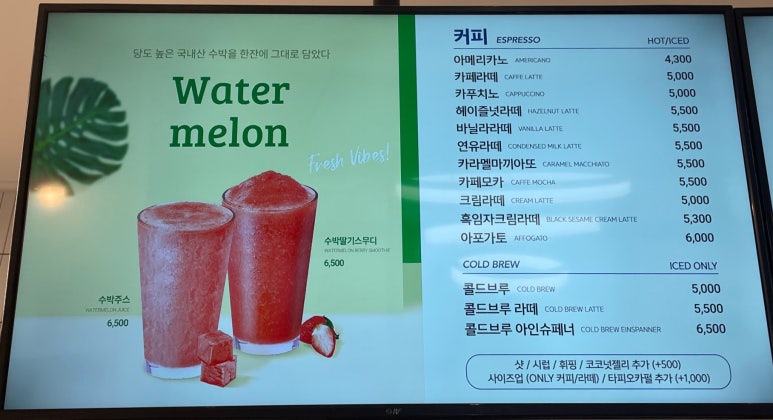 당도 높은 국내산 수박을 한잔에 그대로 담았다
Water
melon
Fresh Vibes!
수박딸기스무디
WATERMELON BERRY SMOOTHIE
6,500
수박주스
WATERMELON JUICE
6,500
커피 ESPRESSO HOT/ICED
아메리카노 AMERICANO 4,300
카페라떼 CAFFE LATTE 5,000
카푸치노 CAPPUCCINO 5,000
헤이즐넛라떼 HAZELNUT LATTE 5,500
바닐라라떼 VANILLA LATTE 5,500
연유라떼 CONDENSED MILK LATTE 5,500
카라멜마끼아또 CARAMEL MACCHIATO 5,500
카페모카 CAFFE MOCHA 5,500
크림라떼 CREAM LATTE 5,000
흑임자크림라떼 BLACK SESAME CREAM LATTE 5,300
아포가토 AFFOGATO 6,000
COLD BREW ICED ONLY
콜드브루 COLD BREW 5,000
콜드브루 라떼 COLD BREW LATTE 5,500
콜드브루 아인슈페너 COLD BREW EINSPANNER 6,500
샷 / 시럽 / 휘핑 / 코코넛젤리 추가 (+500)
사이즈업 (ONLY 커피/라떼) / 타피오카펄 추가 (+1,000)